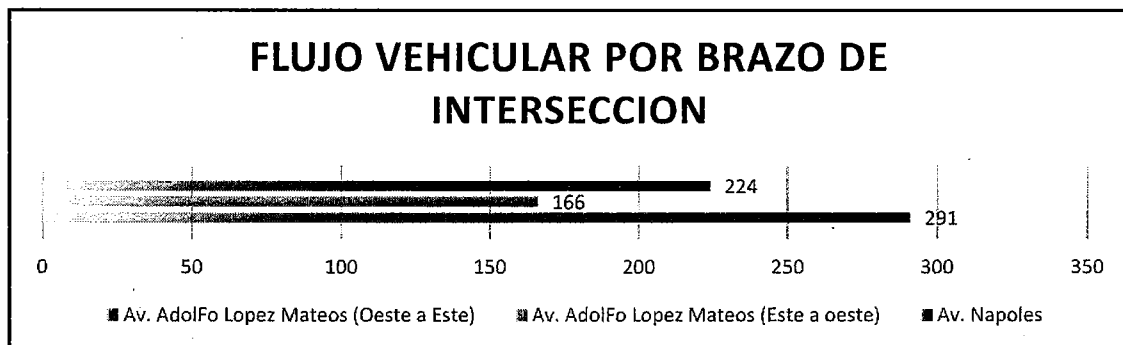 FLUJO VEHICULAR POR BRAZO DE
INTERSECCION
224
166
291
0 50 100 150 200 250 300 350
Av. AdolFo Lopez Mateos (Oeste a Este) Av. AdolFo Lopez Mateos (Este a oeste) Av. Napoles